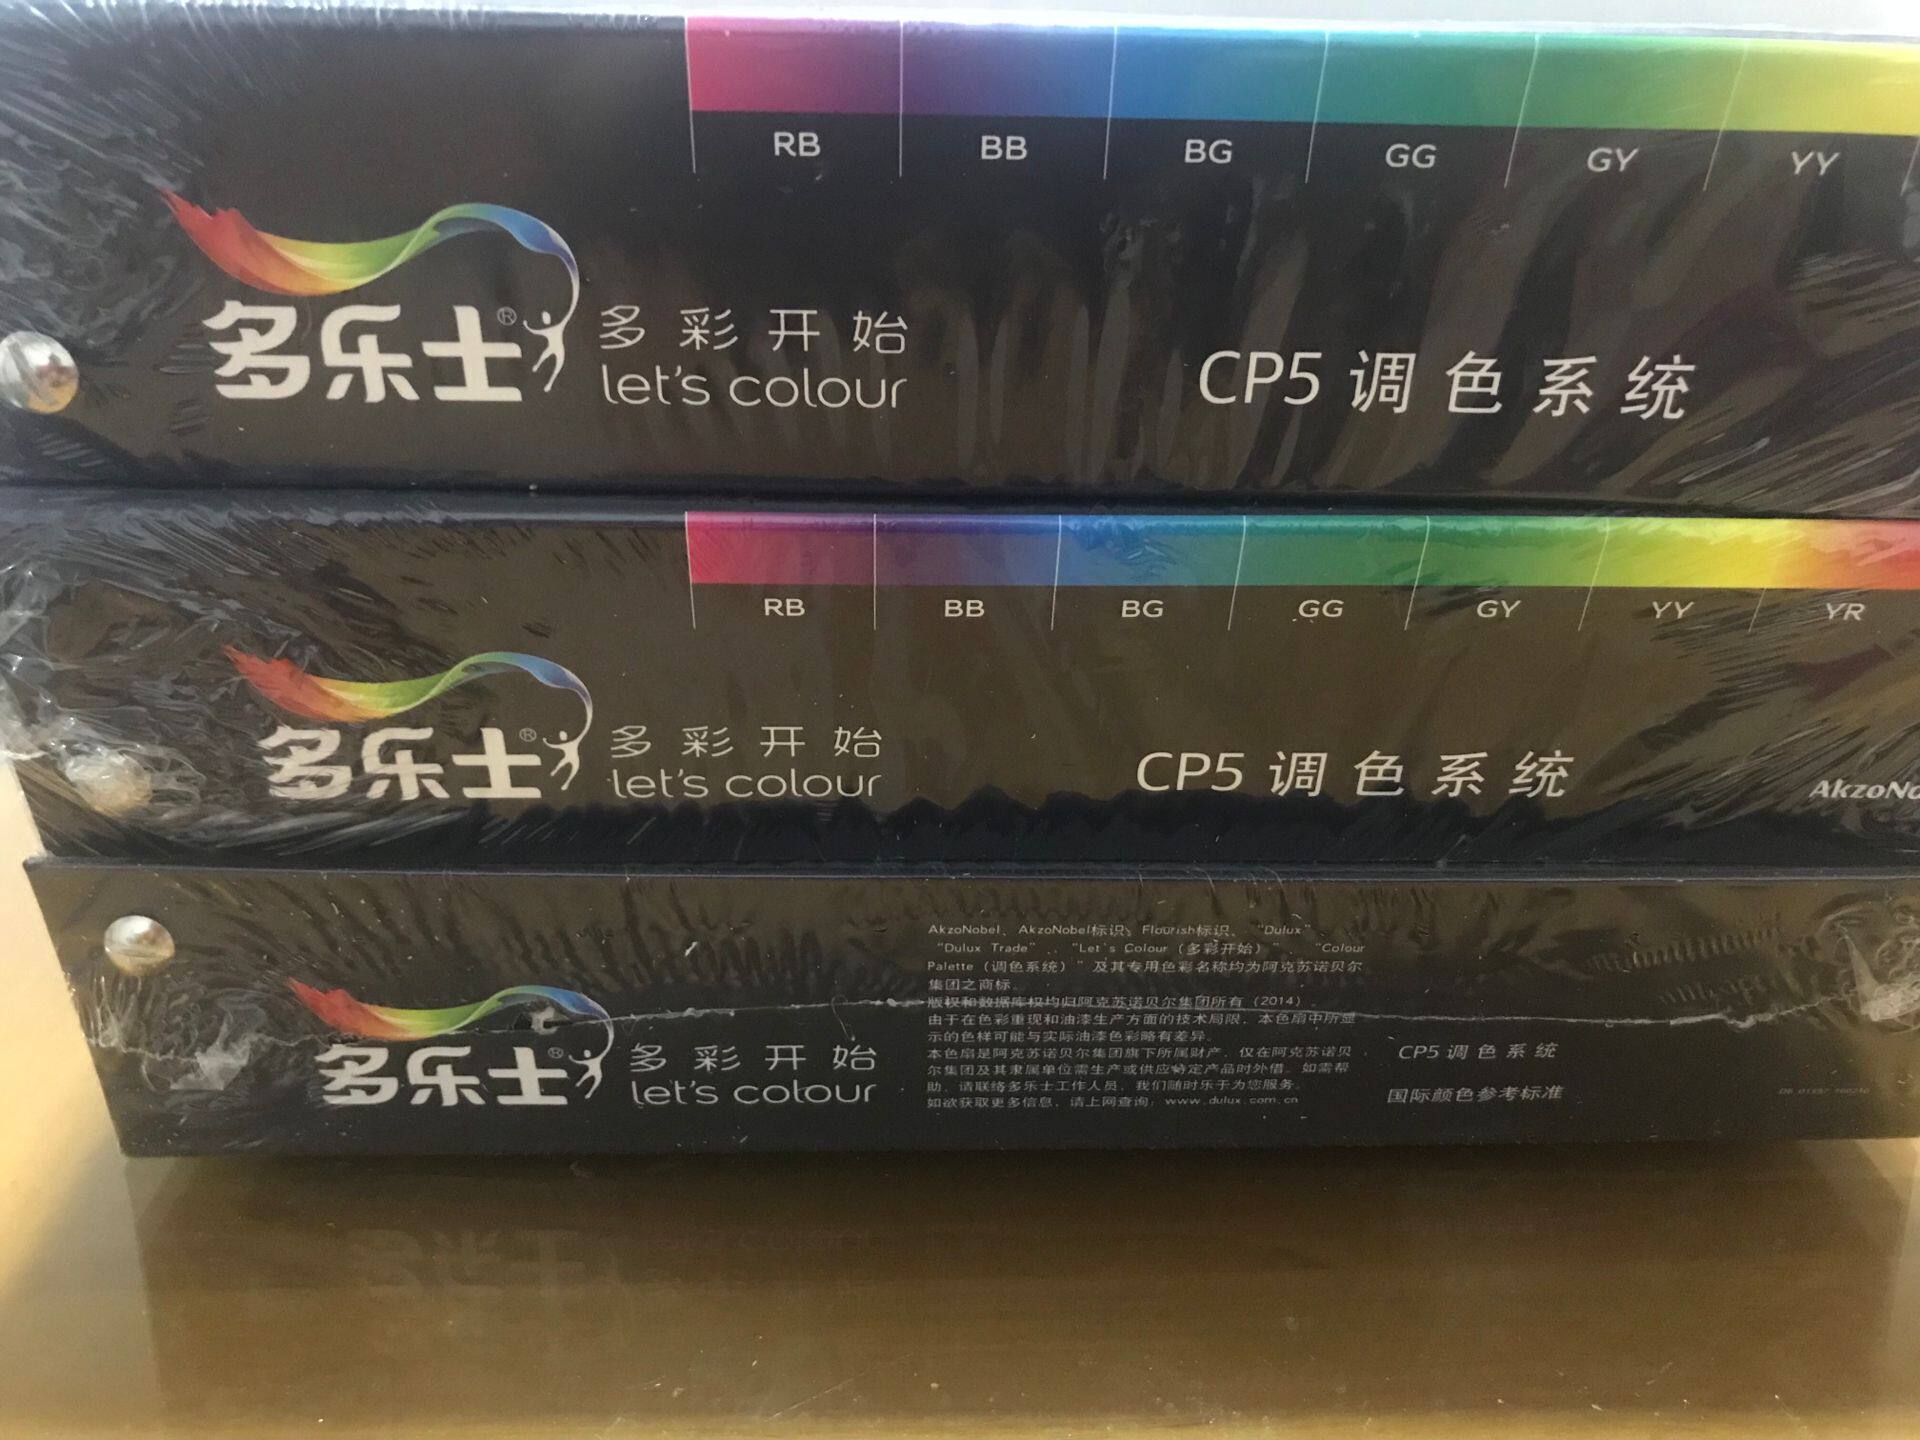 RB BB BG GG GY YY
多乐士® 多彩开始
let's colour
CP5 调色系统
RB BB BG GG GY YY YR
多乐士® 多彩开始
let's colour
CP5 调色系统
AkzoNo
AkzoNobel、AkzoNobel标识、Flourish标识、“Dulux”、
“Dulux Trade”、“Let's Colour（多彩开始）”、“Colour
Palette（调色系统）”及其专用色彩名称均为阿克苏诺贝尔
集团之商标。
版权和数据库权均归阿克苏诺贝尔集团所有（2014）。
由于在色彩重现和油漆生产方面的技术局限，本色扇中所显
示的色样可能与实际油漆色彩略有差异。
本色扇是阿克苏诺贝尔集团旗下所属财产，仅在阿克苏诺贝
尔集团及其隶属单位需生产或供应特定产品时外借。如需帮
助，请联络多乐士工作人员，我们随时乐于为您服务。
如欲获取更多信息，请上网查询：www.dulux.com.cn
多乐士® 多彩开始
let's colour
CP5 调色系统
国际颜色参考标准